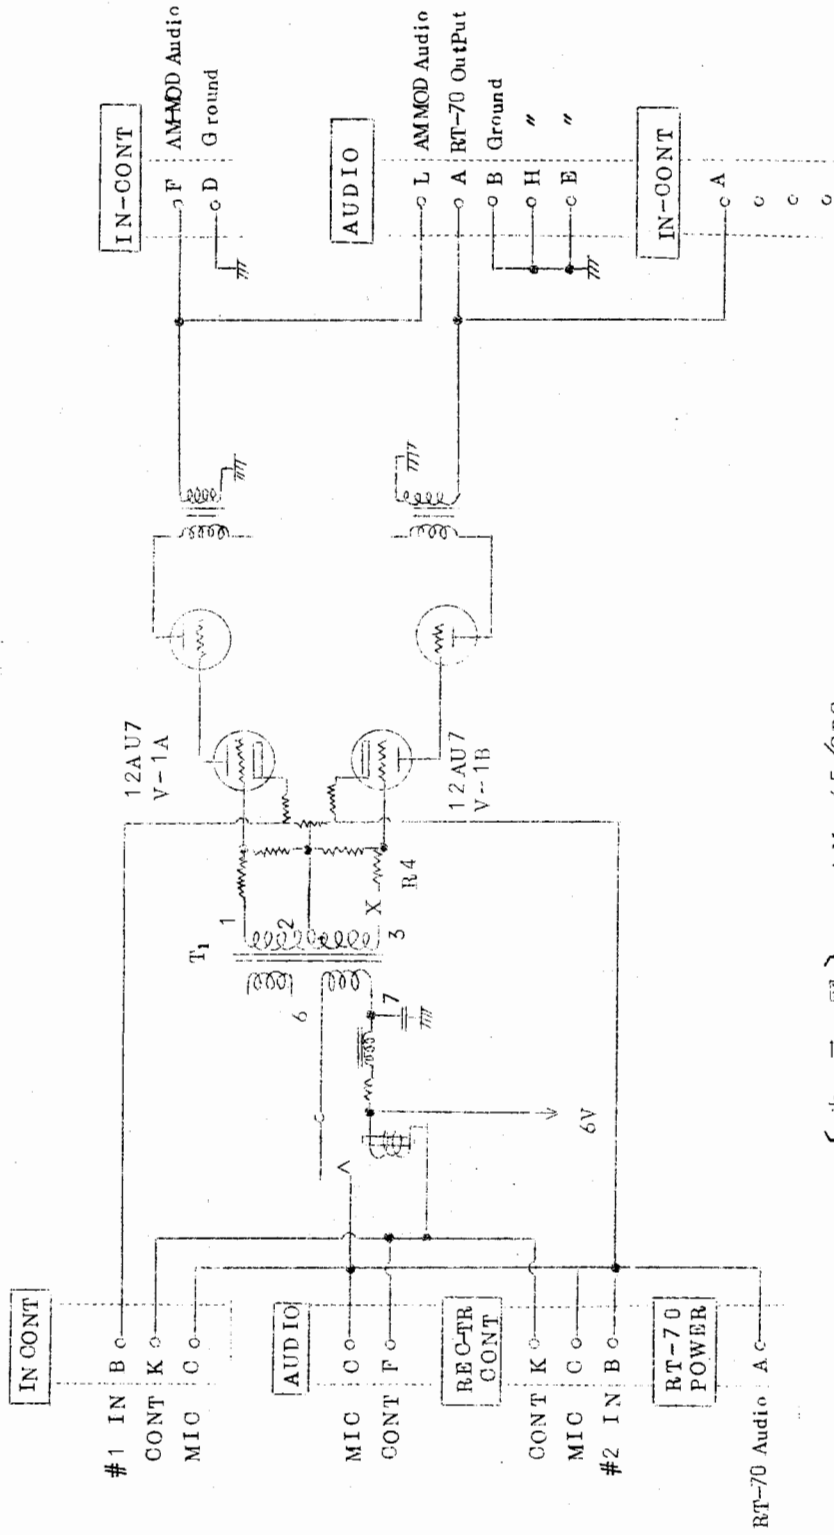 IN CONT
#1 IN B
CONT K
MIC C
AUDIO
MIC C
CONT F
REC-TR
CONT
CONT K
MIC C
#2 IN B
RT-70
POWER
RT-70 Audio A
6V
6
7
T1
1
2
3
X
R4
12AU7
V-1A
12AU7
V-1B
IN-CONT
F AM-MOD Audio
D Ground
AUDIO
L AMMOD Audio
A RT-70 OutPut
B Ground
H 〃
E 〃
IN-CONT
A